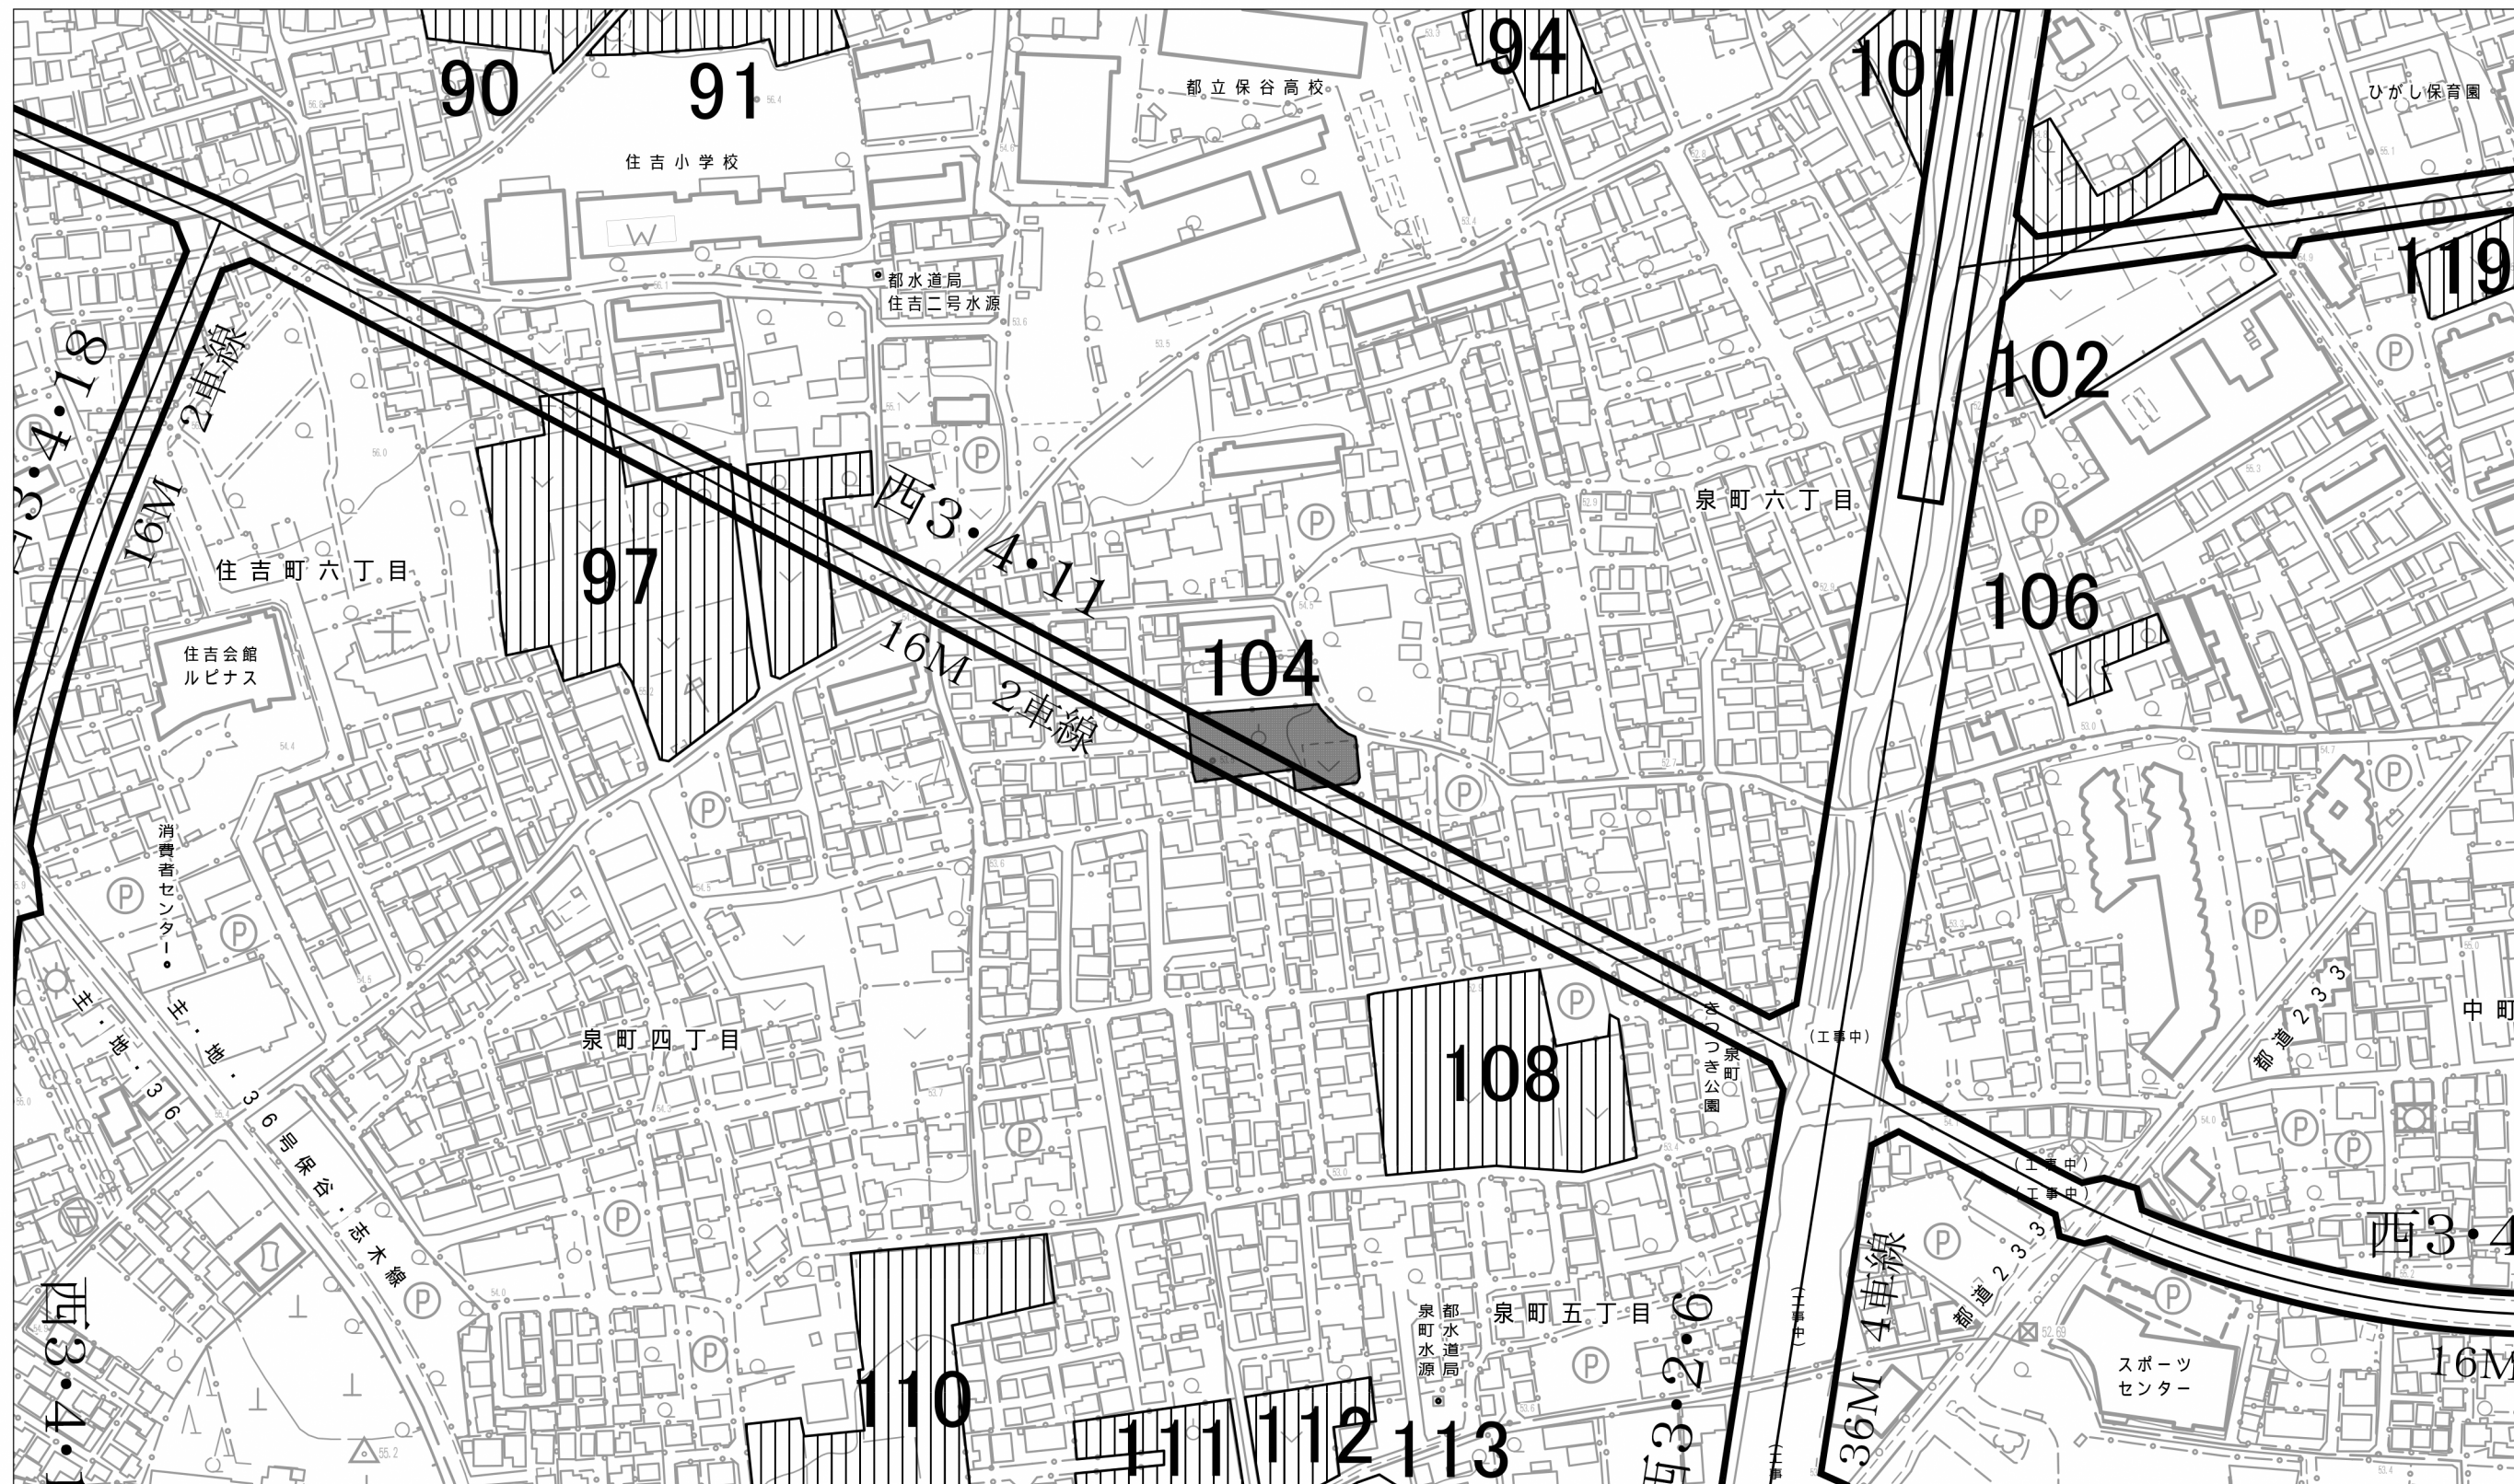 90
91
94
101
都立保谷高校
ひがし保育園
住吉小学校
都水道局
住吉二号水源
119
102
3・4・18
2車線
16M
西3・4・11
泉町六丁目
97
住吉町六丁目
106
住吉会館
ルピナス
104
16M 2車線
消費者センター
主・地・36
主・地・36号保谷・志木線
泉町四丁目
108
泉町
きつつき公園
(工事中)
都道233
中町
(工事中)
(工事中)
西3・4
4車線
都道233
西3・4・1
泉町五丁目
都水道局
泉町水源
西3・2・6
(工事中)
36M
スポーツ
センター
16M
110
111
112
113
52.69
55.2